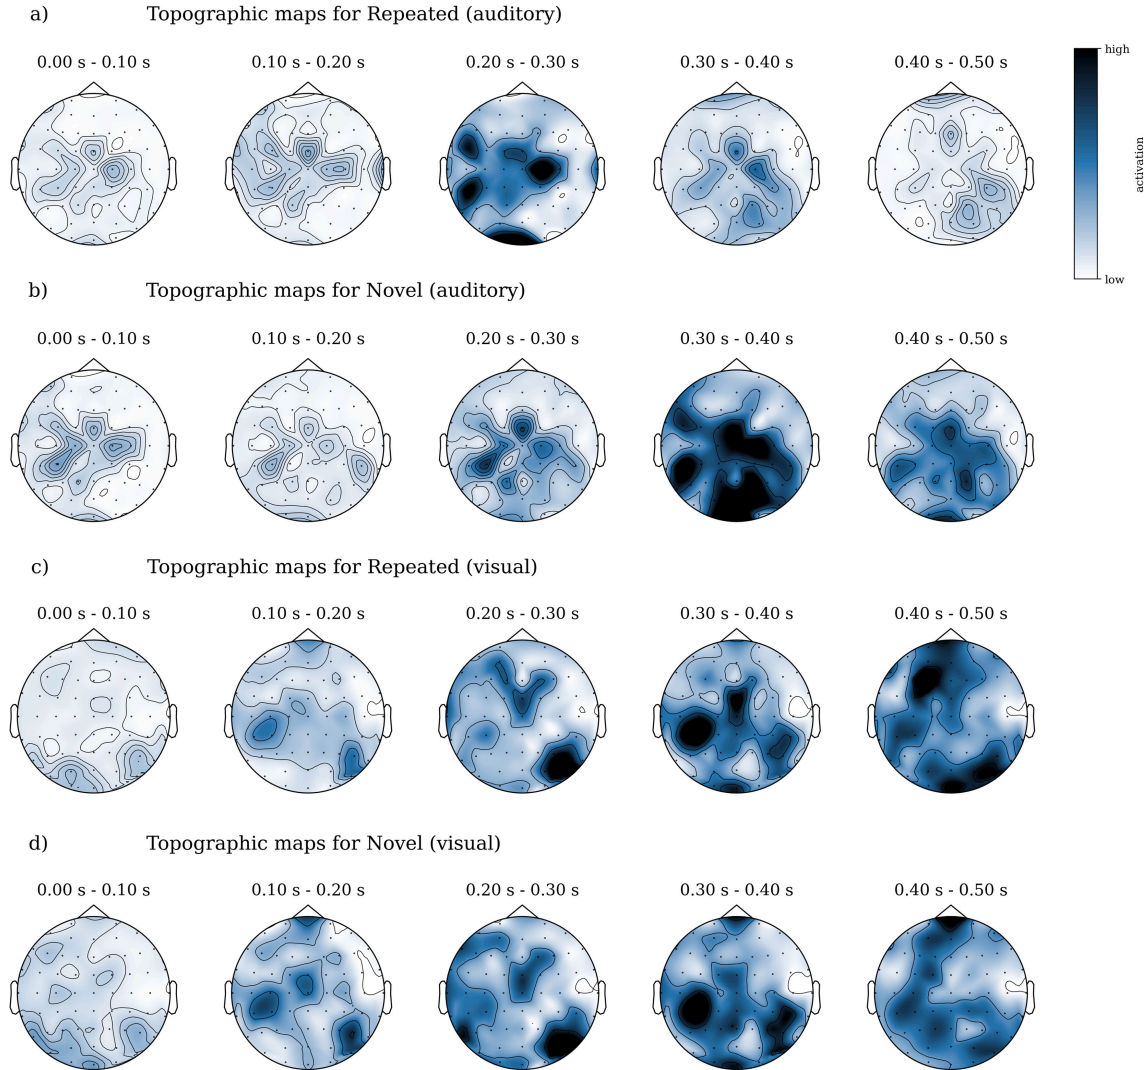 a) Topographic maps for Repeated (auditory)
0.00 s - 0.10 s 0.10 s - 0.20 s 0.20 s - 0.30 s 0.30 s - 0.40 s 0.40 s - 0.50 s
high
activation
low
b) Topographic maps for Novel (auditory)
0.00 s - 0.10 s 0.10 s - 0.20 s 0.20 s - 0.30 s 0.30 s - 0.40 s 0.40 s - 0.50 s
c) Topographic maps for Repeated (visual)
0.00 s - 0.10 s 0.10 s - 0.20 s 0.20 s - 0.30 s 0.30 s - 0.40 s 0.40 s - 0.50 s
d) Topographic maps for Novel (visual)
0.00 s - 0.10 s 0.10 s - 0.20 s 0.20 s - 0.30 s 0.30 s - 0.40 s 0.40 s - 0.50 s